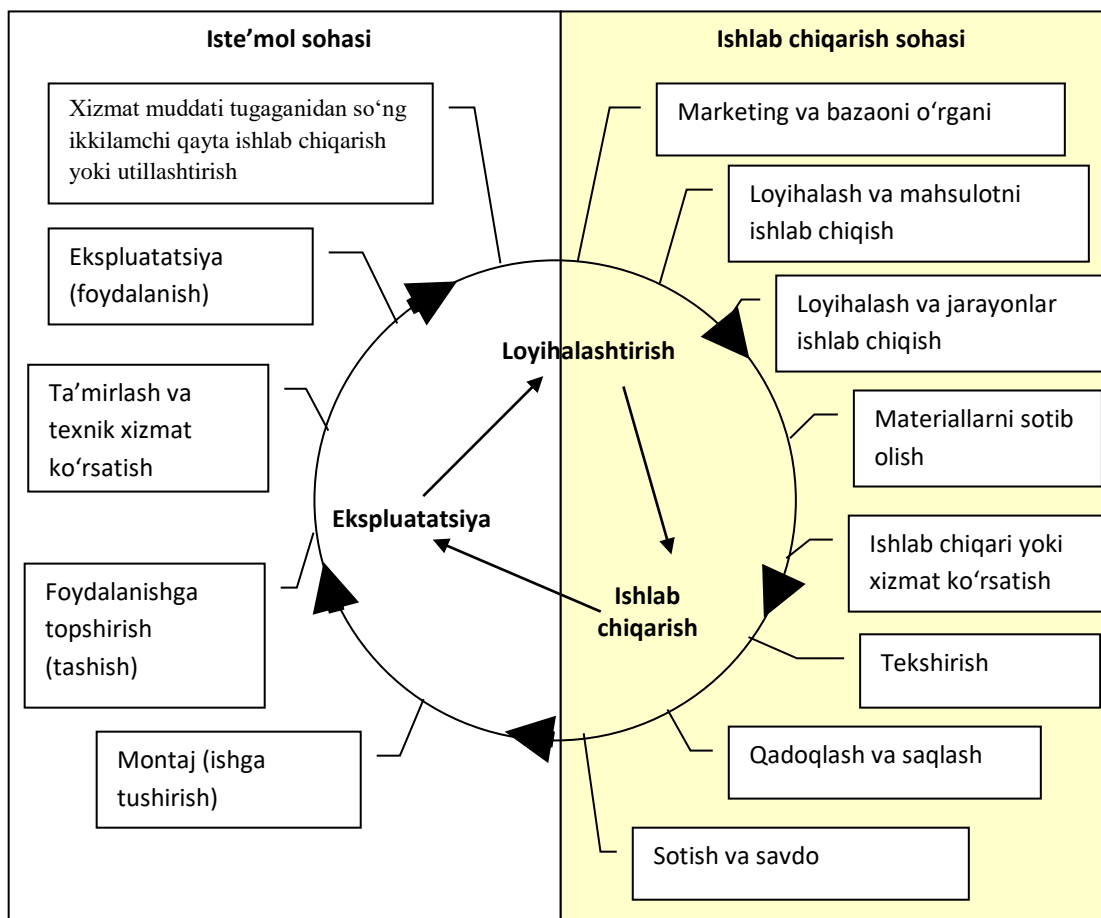 Iste’mol sohasi
Xizmat muddati tugaganidan so‘ng
ikkilamchi qayta ishlab chiqarish
yoki utillashtirish
Ekspluatatsiya
(foydalanish)
Ta’mirlash va
texnik xizmat
ko‘rsatish
Foydalanishga
topshirish
(tashish)
Montaj (ishga
tushirish)
Ishlab chiqarish sohasi
Marketing va bazaoni o‘rgani
Loyihalash va mahsulotni
ishlab chiqish
Loyihalash va jarayonlar
ishlab chiqish
Materiallarni sotib
olish
Ishlab chiqari yoki
xizmat ko‘rsatish
Tekshirish
Qadoqlash va saqlash
Sotish va savdo
Loyihalashtirish
Ekspluatatsiya
Ishlab
chiqarish